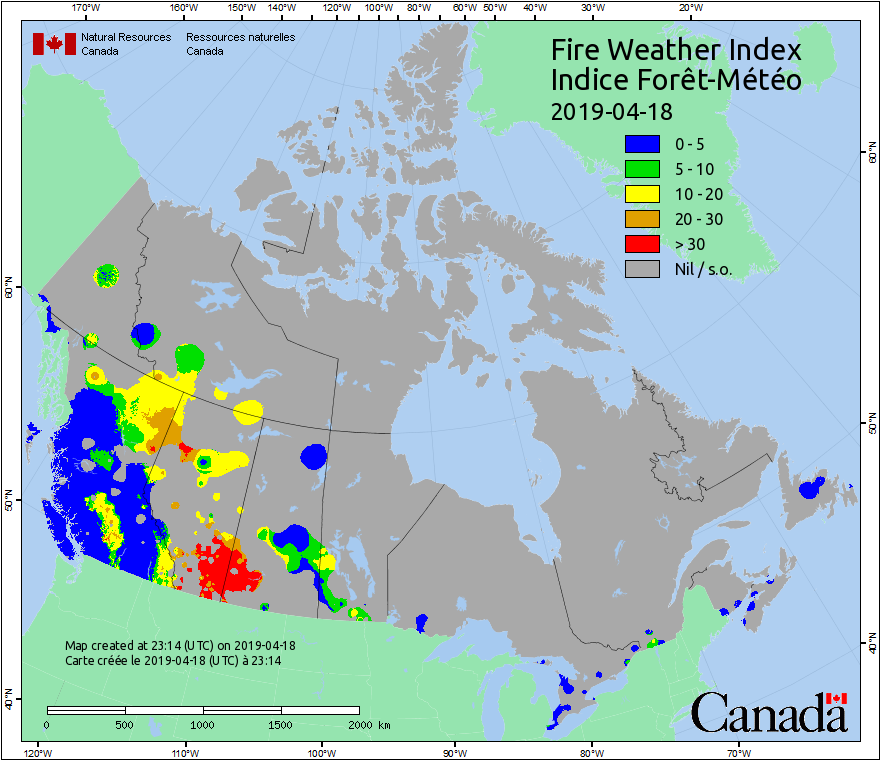 170°W 160°W 150°W 140°W 130°W 120°W 110°W 100°W 90°W 80°W 70°W 60°W 50°W 40°W 30°W 20°W
Natural Resources Ressources naturelles
Canada Canada
Fire Weather Index
Indice Forêt-Météo
2019-04-18
0 - 5
5 - 10
10 - 20
20 - 30
> 30
Nil / s.o.
60°N
60°N
50°N
50°N
40°N
40°N
Map created at 23:14 (UTC) on 2019-04-18
Carte créée le 2019-04-18 (UTC) à 23:14
0 500 1000 1500 2000 km
Canada
120°W 110°W 100°W 90°W 80°W 70°W